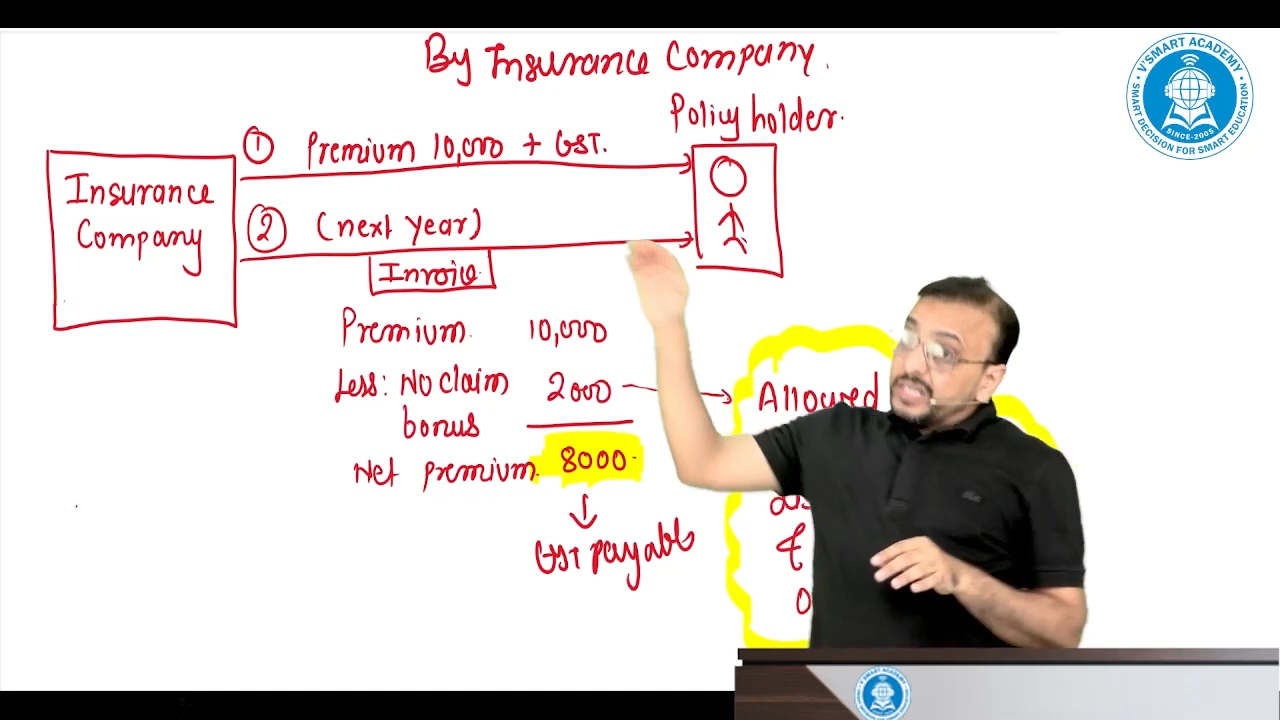 By Insurance Company.
Policy holder.
① Premium 10,000 + GST.
Insurance
Company
② (next year)
Invoice
Premium. 10,000
Less: No claim 2000
bonus
Net premium. 8000
GST payable
Allowed
&
V'SMART ACADEMY
SMART DECISION FOR SMART EDUCATION
SINCE-2005